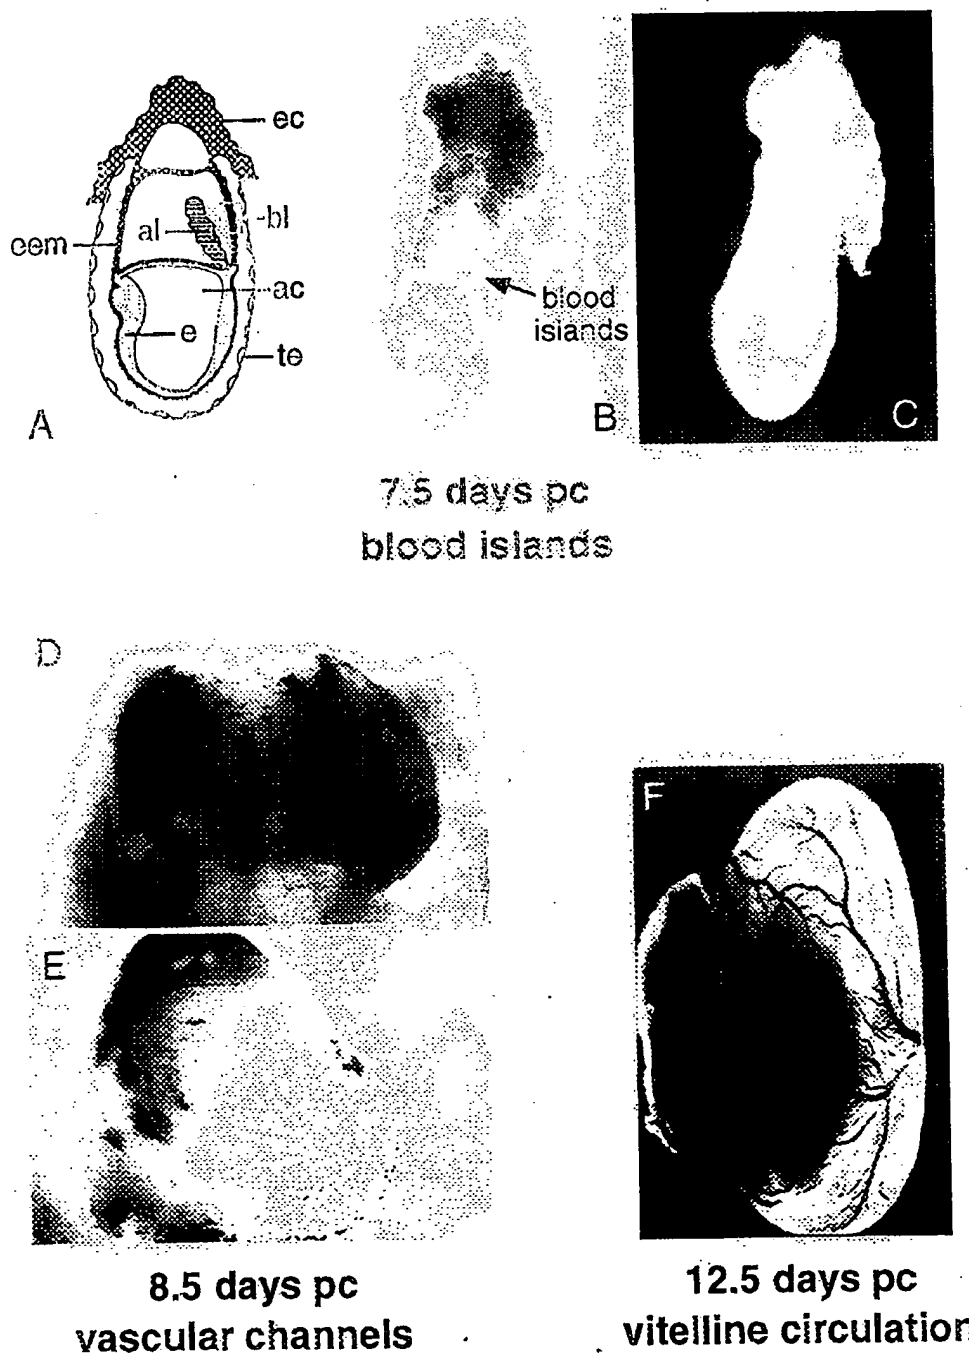 ec
bl
al
eem
ac
e
te
A
blood
islands
B
C
7.5 days pc
blood islands
D
E
F
8.5 days pc
vascular channels
12.5 days pc
vitelline circulation